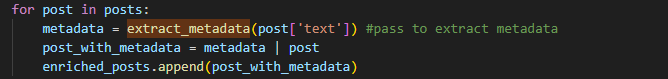 for post in posts:
    metadata = extract_metadata(post['text']) #pass to extract metadata
    post_with_metadata = metadata | post
    enriched_posts.append(post_with_metadata)